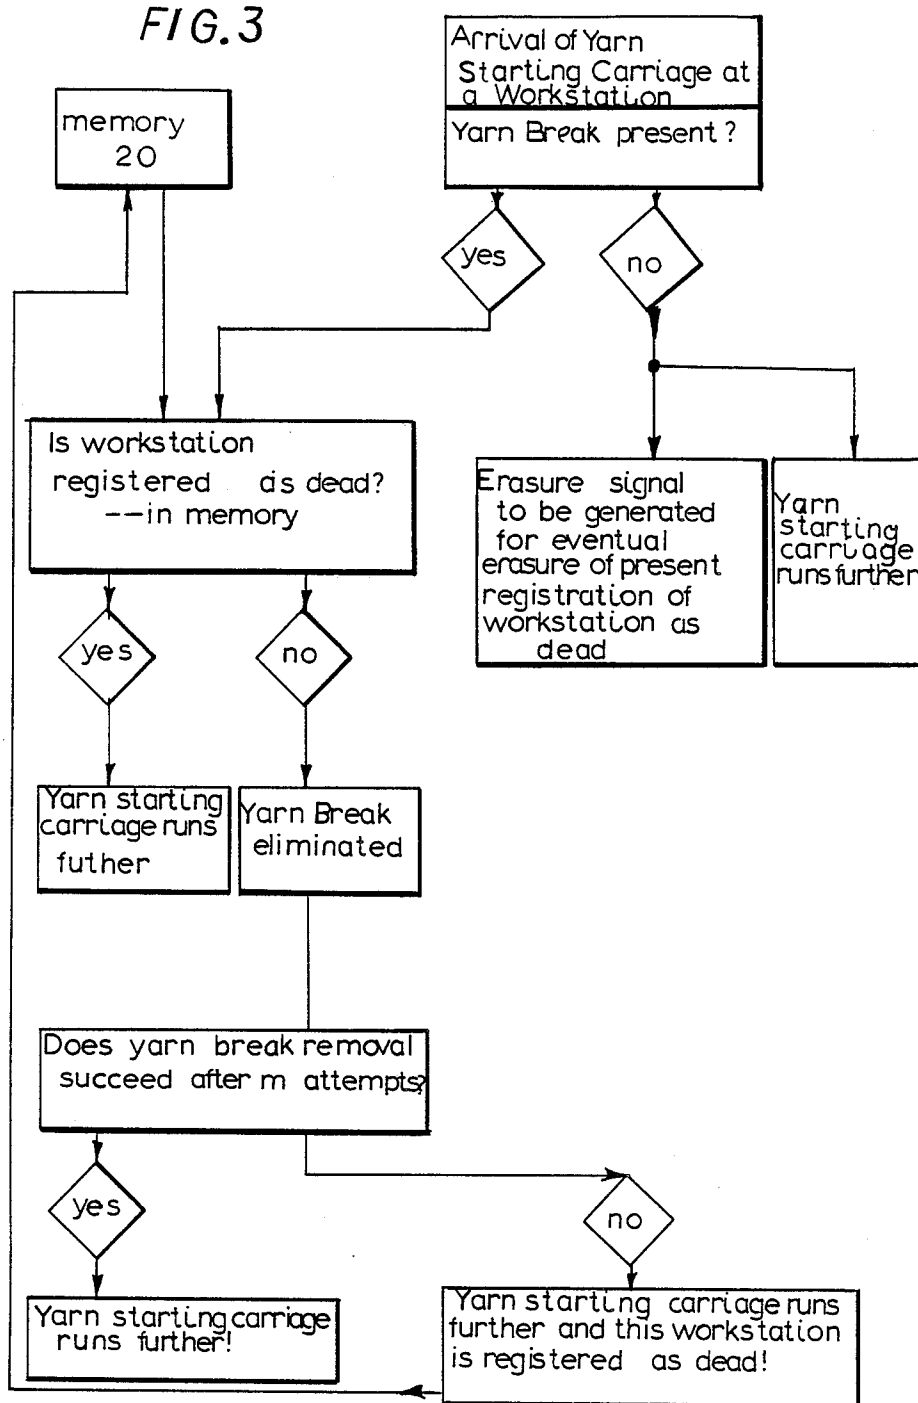 FIG.3
Arrival of Yarn
Starting Carriage at
a Workstation
Yarn Break present?
memory
20
yes
no
Is workstation
registered as dead?
--in memory
Erasure signal
to be generated
for eventual
erasure of present
registration of
workstation as
dead
Yarn
starting
carriage
runs further
yes
no
Yarn starting
carriage runs
futher
Yarn Break
eliminated
Does yarn break removal
succeed after m attempts?
yes
no
Yarn starting carriage
runs further!
Yarn starting carriage runs
further and this workstation
is registered as dead!